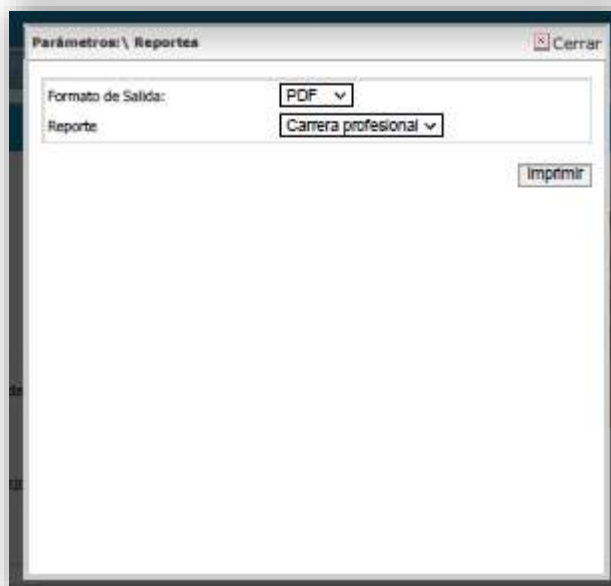 Parámetros:\ Reportes
Cerrar
Formato de Salida: PDF
Reporte Carrera profesional
Imprimir